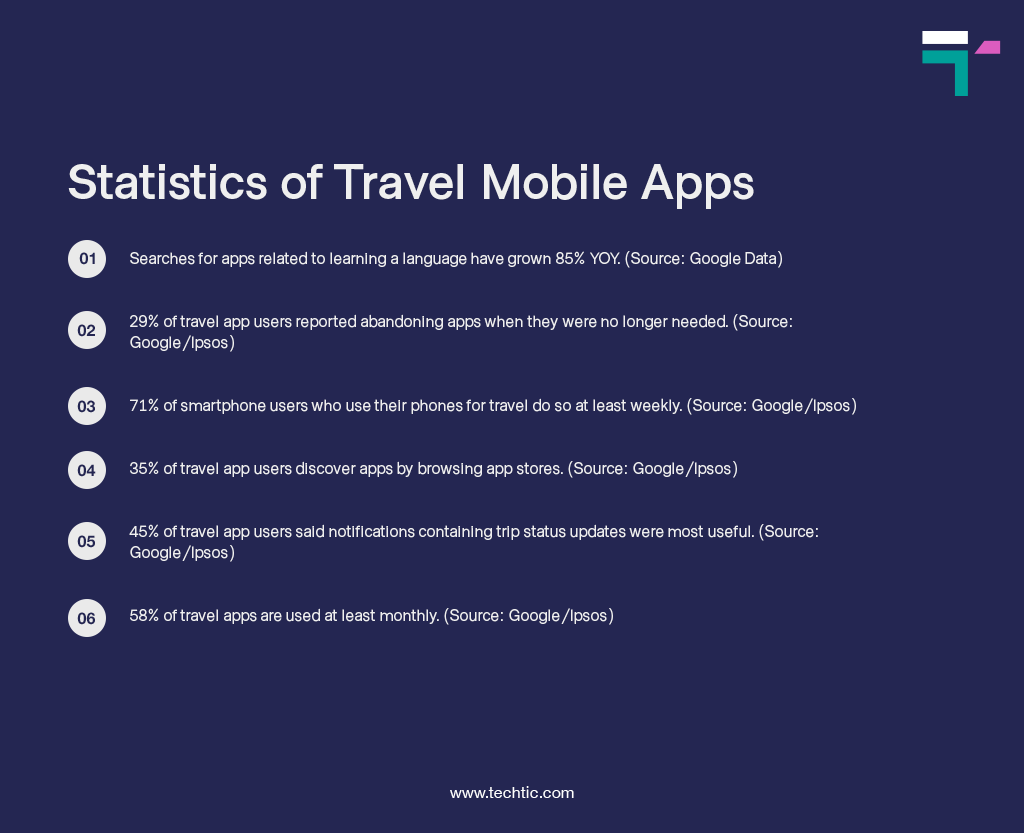 Statistics of Travel Mobile Apps
01
Searches for apps related to learning a language have grown 85% YOY. (Source: Google Data)
02
29% of travel app users reported abandoning apps when they were no longer needed. (Source:
Google/Ipsos)
03
71% of smartphone users who use their phones for travel do so at least weekly. (Source: Google/Ipsos)
04
35% of travel app users discover apps by browsing app stores. (Source: Google/Ipsos)
05
45% of travel app users said notifications containing trip status updates were most useful. (Source:
Google/Ipsos)
06
58% of travel apps are used at least monthly. (Source: Google/Ipsos)
www.techtic.com